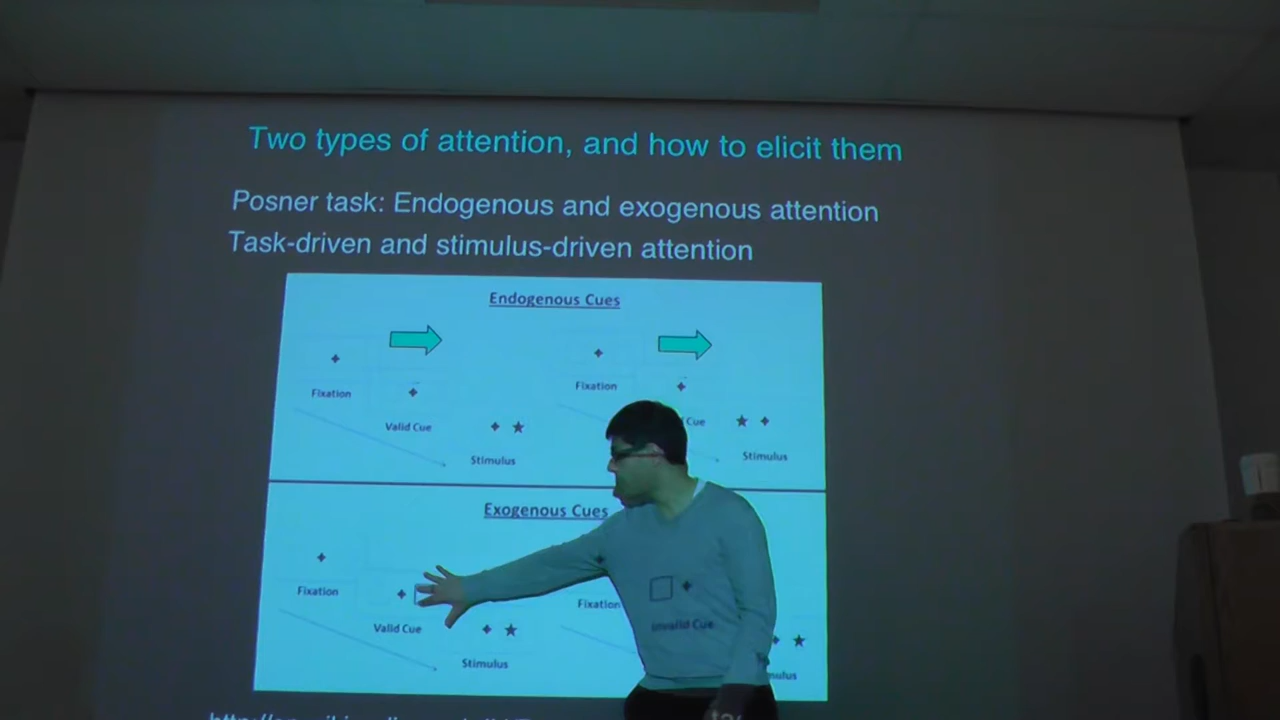 Two types of attention, and how to elicit them
Posner task: Endogenous and exogenous attention
Task-driven and stimulus-driven attention
Endogenous Cues
Fixation
Valid Cue
Stimulus
Fixation
Cue
Stimulus
Exogenous Cues
Fixation
Valid Cue
Stimulus
Fixation
Invalid Cue
mulus